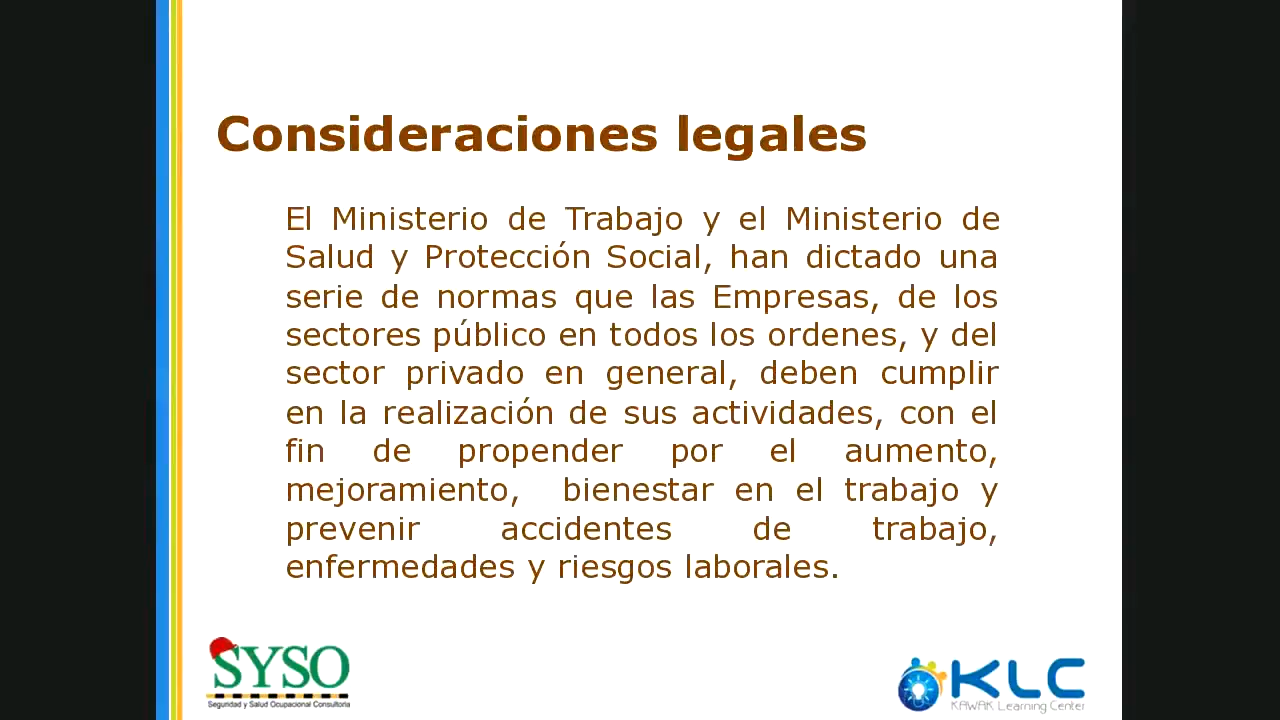 Consideraciones legales
El Ministerio de Trabajo y el Ministerio de
Salud y Protección Social, han dictado una
serie de normas que las Empresas, de los
sectores público en todos los ordenes, y del
sector privado en general, deben cumplir
en la realización de sus actividades, con el
fin de propender por el aumento,
mejoramiento, bienestar en el trabajo y
prevenir accidentes de trabajo,
enfermedades y riesgos laborales.
SYSO
Seguridad y Salud Ocupacional Consultoria
KLC
KAWAK Learning Center